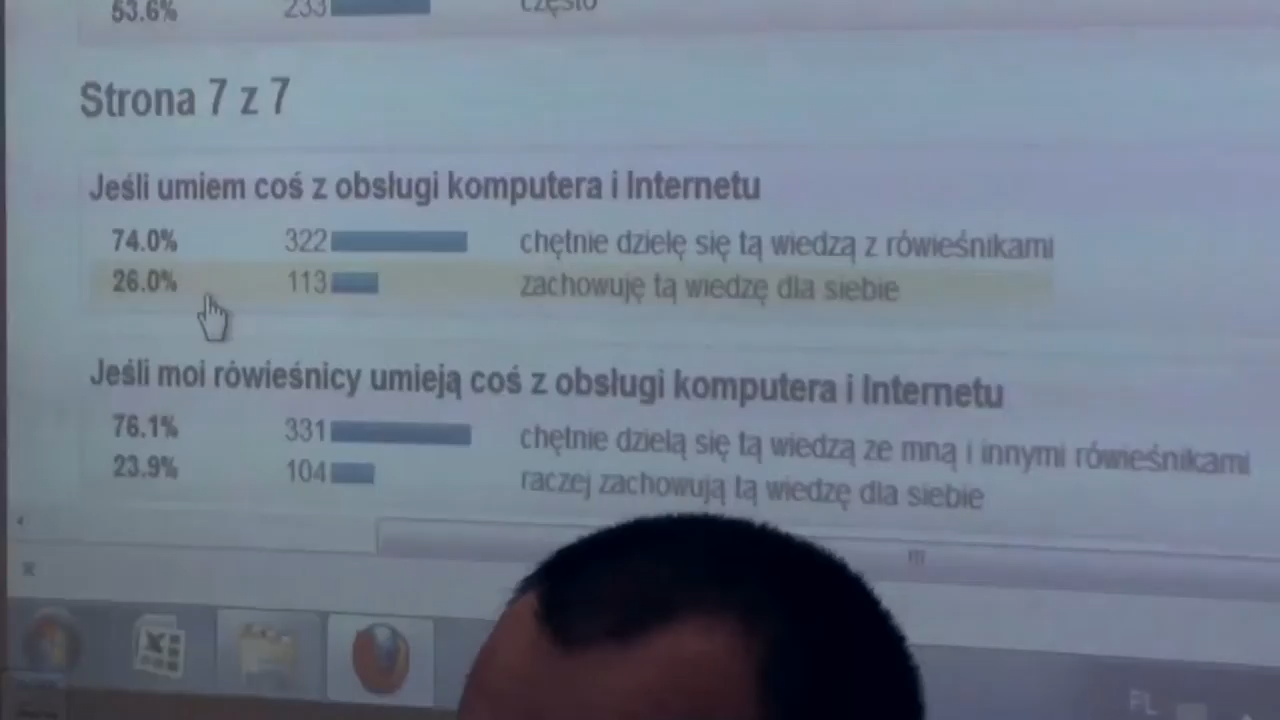 53.6% 233 często
Strona 7 z 7
Jeśli umiem coś z obsługi komputera i Internetu
74.0% 322 chętnie dzielę się tą wiedzą z rówieśnikami
26.0% 113 zachowuję tą wiedzę dla siebie
Jeśli moi rówieśnicy umieją coś z obsługi komputera i Internetu
76.1% 331 chętnie dzielą się tą wiedzą ze mną i innymi rówieśnikami
23.9% 104 raczej zachowują tą wiedzę dla siebie
PL